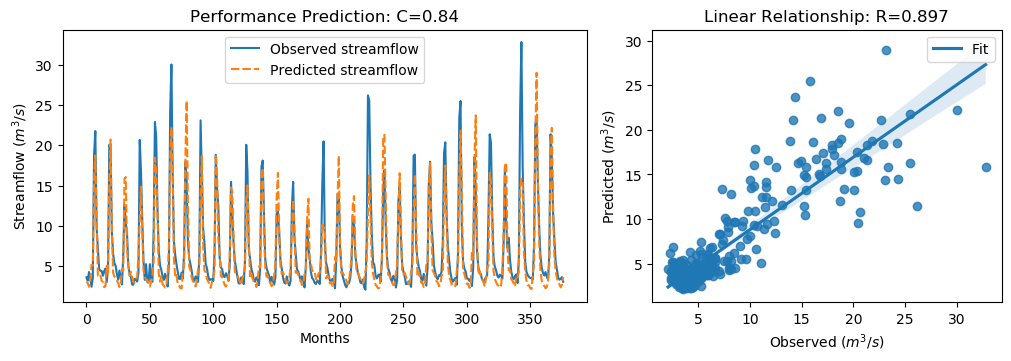 Performance Prediction: C=0.84
Observed streamflow
Predicted streamflow
Streamflow (m³/s)
30
25
20
15
10
5
0
50
100
150
200
250
300
350
Months
Linear Relationship: R=0.897
Fit
Predicted (m³/s)
30
25
20
15
10
5
5
10
15
20
25
30
Observed (m³/s)